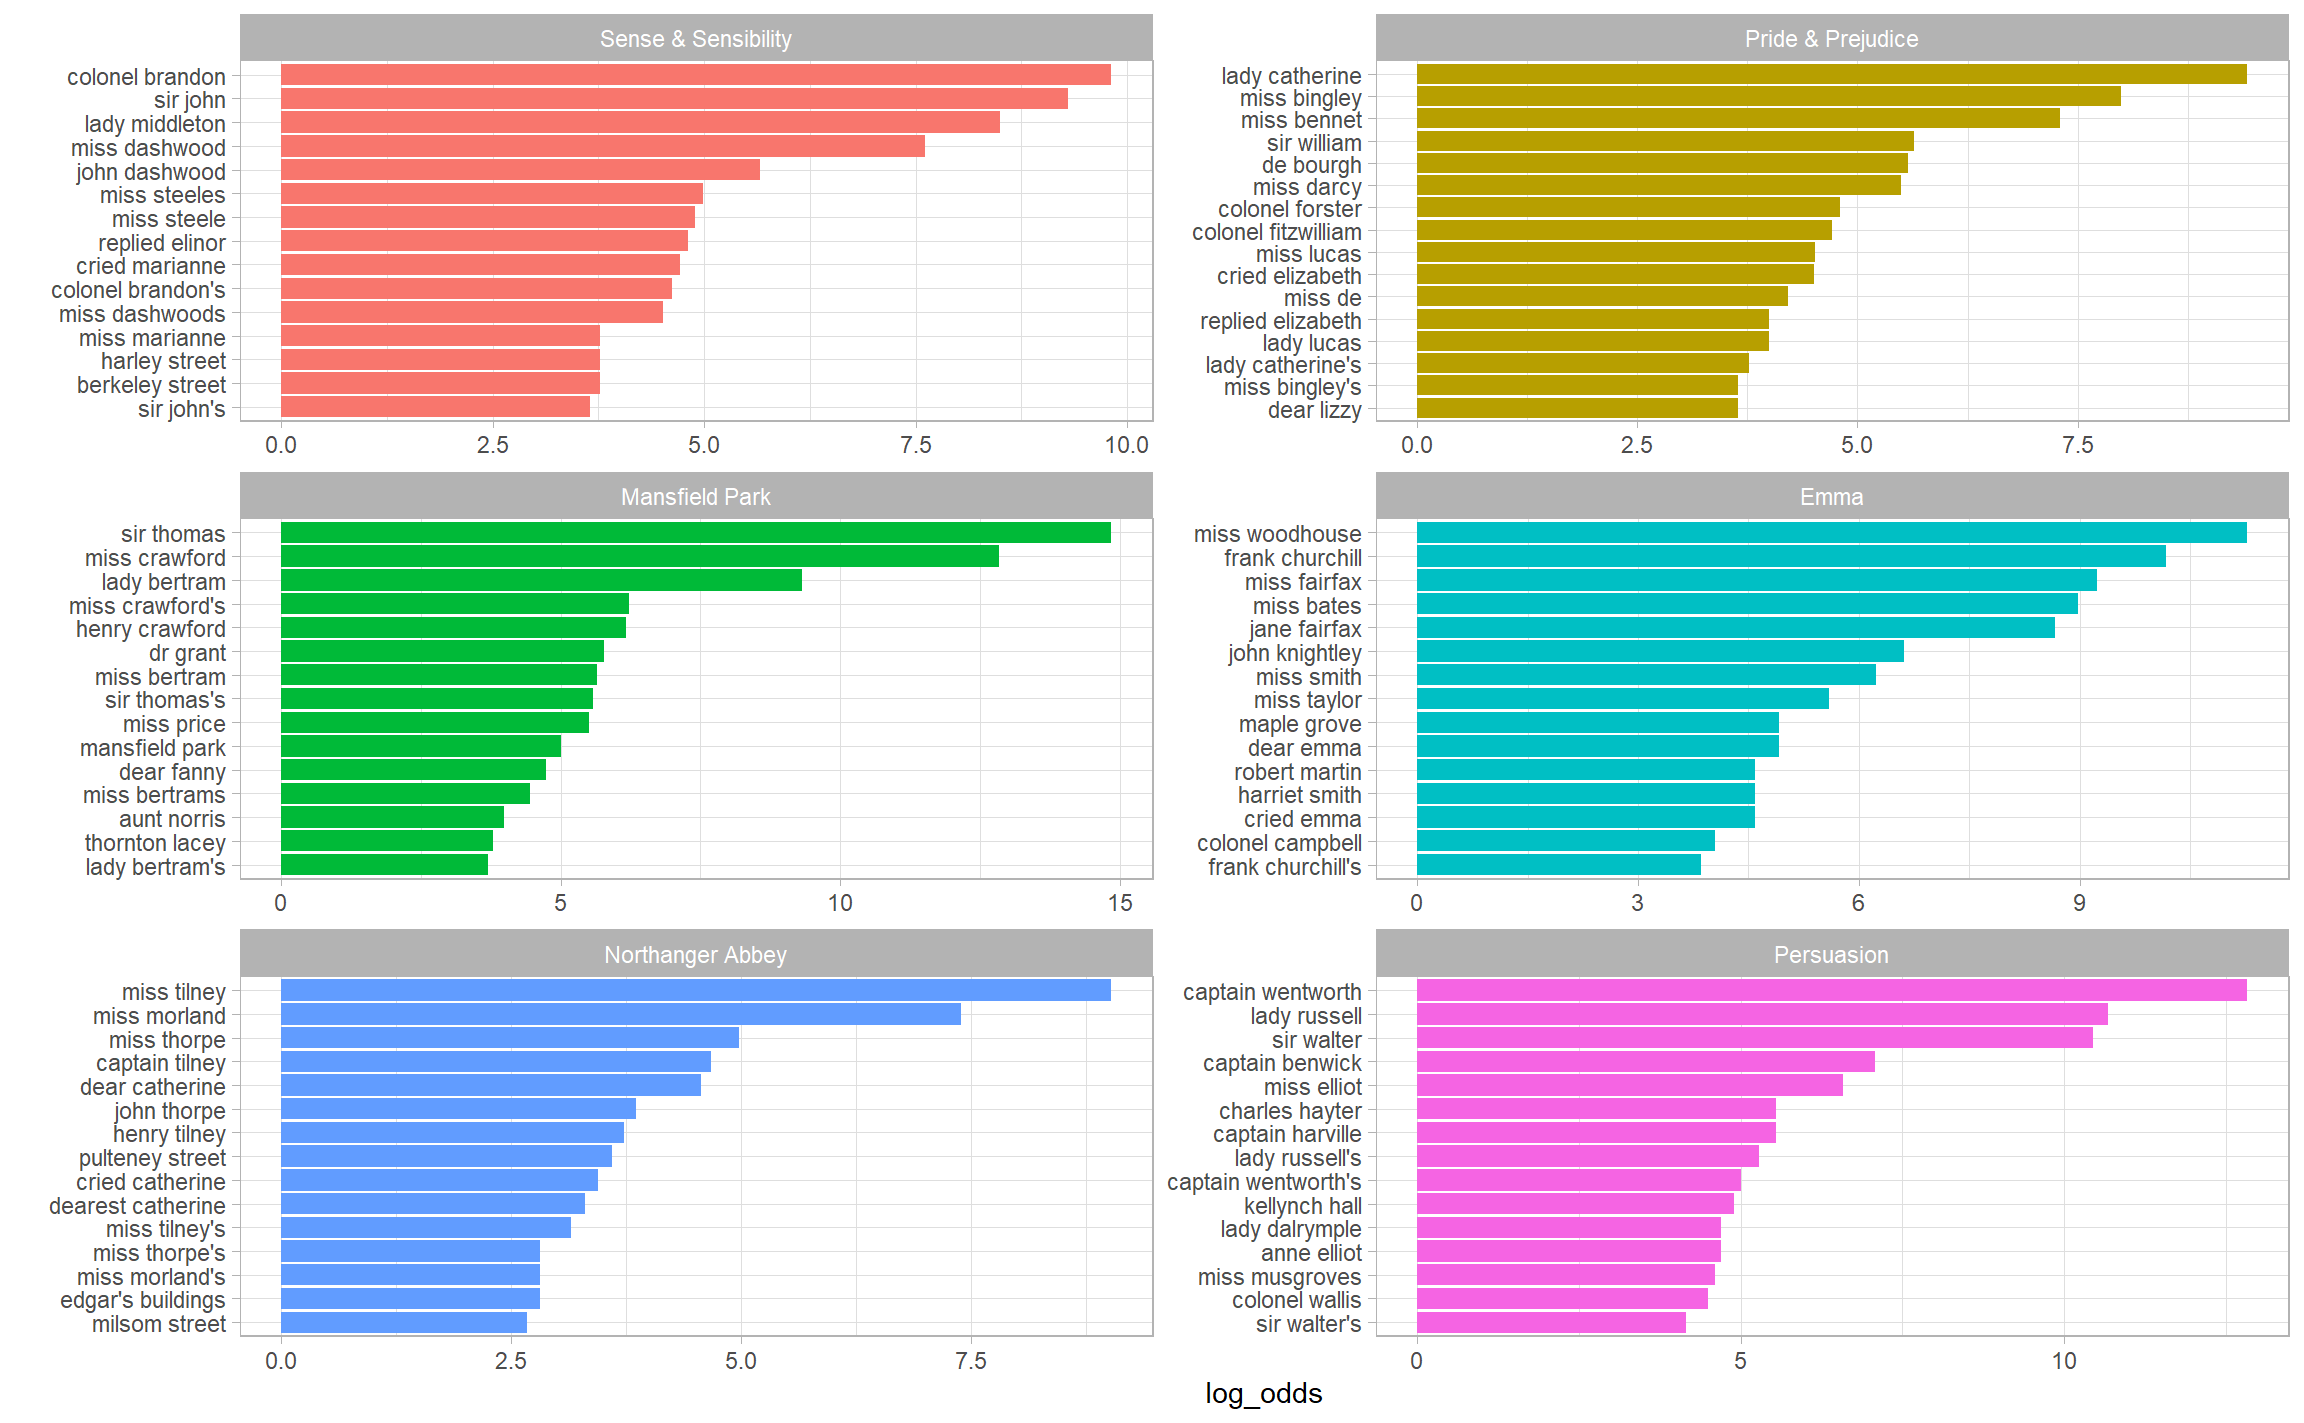 Sense & Sensibility
colonel brandon
sir john
lady middleton
miss dashwood
john dashwood
miss steeles
miss steele
replied elinor
cried marianne
colonel brandon's
miss dashwoods
miss marianne
harley street
berkeley street
sir john's
0.0 2.5 5.0 7.5 10.0
Pride & Prejudice
lady catherine
miss bingley
miss bennet
sir william
de bourgh
miss darcy
colonel forster
colonel fitzwilliam
miss lucas
cried elizabeth
miss de
replied elizabeth
lady lucas
lady catherine's
miss bingley's
dear lizzy
0.0 2.5 5.0 7.5
Mansfield Park
sir thomas
miss crawford
lady bertram
miss crawford's
henry crawford
dr grant
miss bertram
sir thomas's
miss price
mansfield park
dear fanny
miss bertrams
aunt norris
thornton lacey
lady bertram's
0 5 10 15
Emma
miss woodhouse
frank churchill
miss fairfax
miss bates
jane fairfax
john knightley
miss smith
miss taylor
maple grove
dear emma
robert martin
harriet smith
cried emma
colonel campbell
frank churchill's
0 3 6 9
Northanger Abbey
miss tilney
miss morland
miss thorpe
captain tilney
dear catherine
john thorpe
henry tilney
pulteney street
cried catherine
dearest catherine
miss tilney's
miss thorpe's
miss morland's
edgar's buildings
milsom street
0.0 2.5 5.0 7.5
Persuasion
captain wentworth
lady russell
sir walter
captain benwick
miss elliot
charles hayter
captain harville
lady russell's
captain wentworth's
kellynch hall
lady dalrymple
anne elliot
miss musgroves
colonel wallis
sir walter's
0 5 10
log_odds